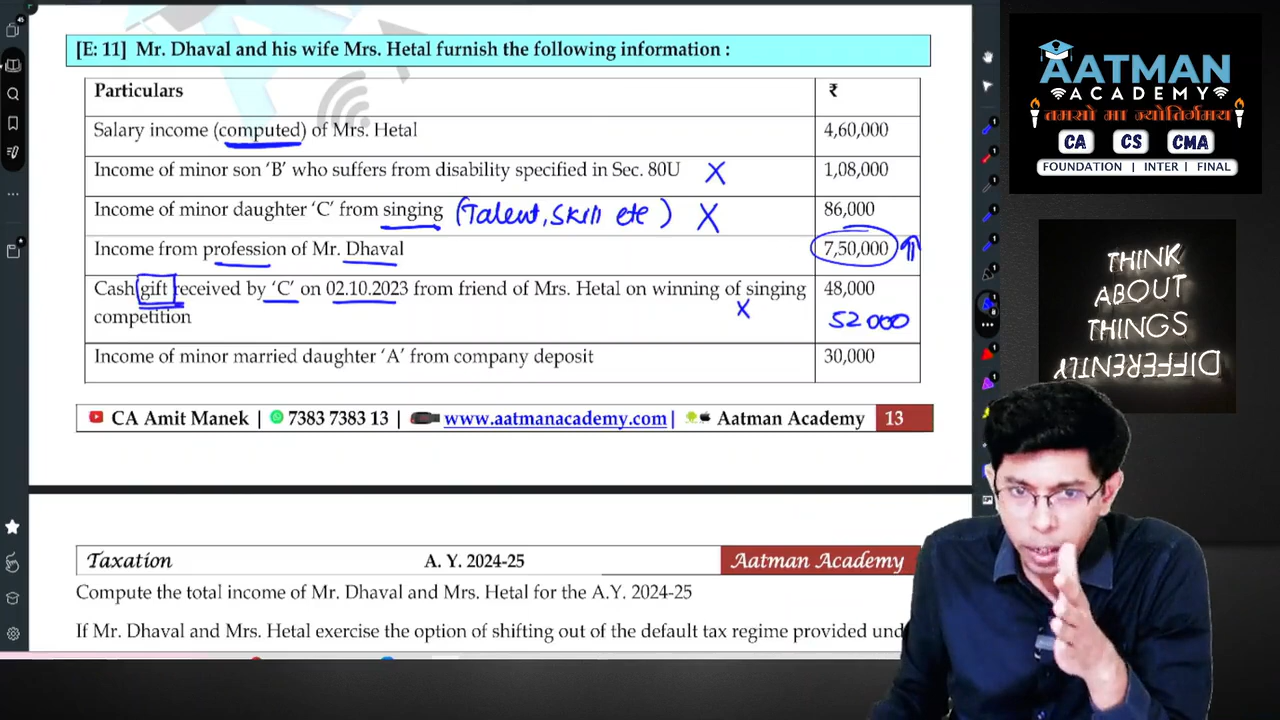 [E: 11] Mr. Dhaval and his wife Mrs. Hetal furnish the following information :
Particulars ₹
Salary income (computed) of Mrs. Hetal 4,60,000
Income of minor son 'B' who suffers from disability specified in Sec. 80U X 1,08,000
Income of minor daughter 'C' from singing (Talent, Skill etc) X 86,000
Income from profession of Mr. Dhaval 7,50,000 ⇑
Cash gift received by 'C' on 02.10.2023 from friend of Mrs. Hetal on winning of singing 48,000
competition X 52000
Income of minor married daughter 'A' from company deposit 30,000
CA Amit Manek | 7383 7383 13 | www.aatmanacademy.com | Aatman Academy 13
Taxation A. Y. 2024-25 Aatman Academy
Compute the total income of Mr. Dhaval and Mrs. Hetal for the A.Y. 2024-25
If Mr. Dhaval and Mrs. Hetal exercise the option of shifting out of the default tax regime provided und
AATMAN
ACADEMY
तमसो मा ज्योतिर्गमय
CA CS CMA
FOUNDATION | INTER | FINAL
THINK
ABOUT
THINGS
DIFFERENTLY